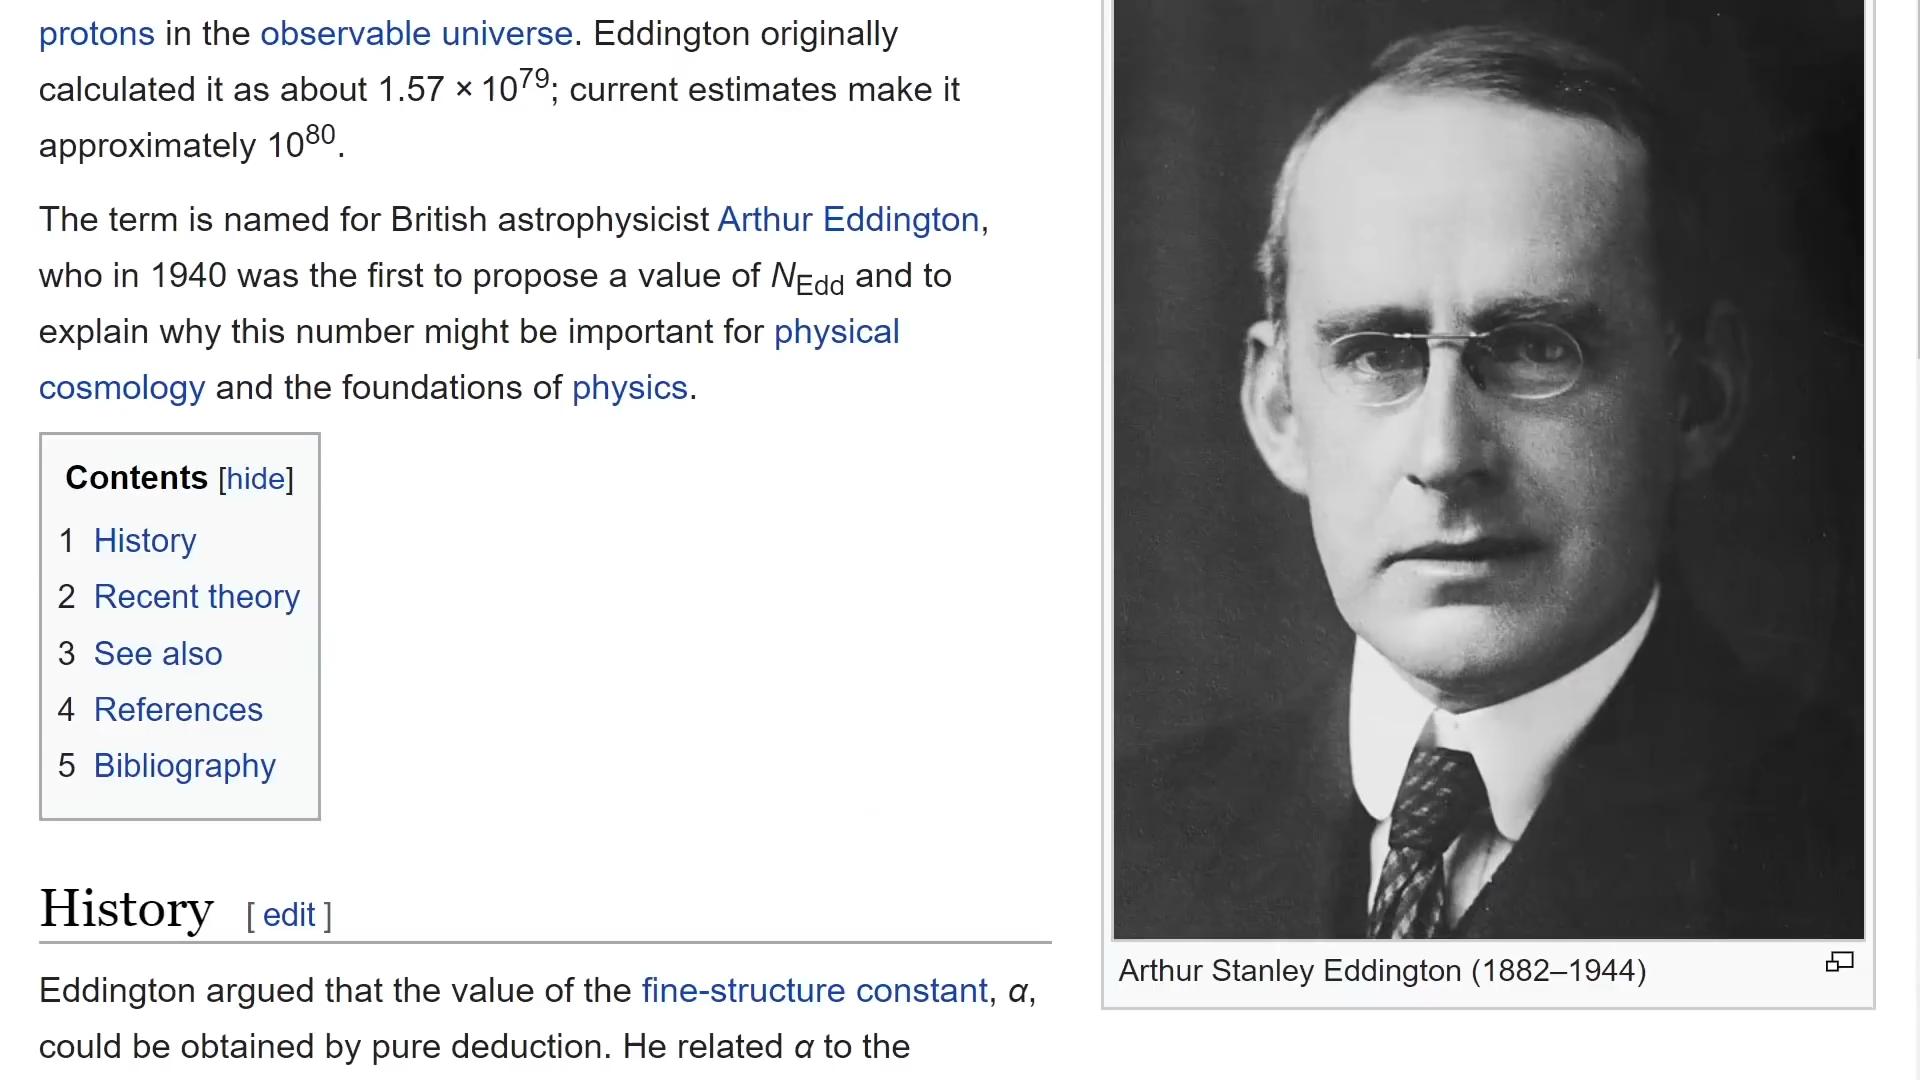 protons in the observable universe. Eddington originally
calculated it as about 1.57 × 10⁷⁹; current estimates make it
approximately 10⁸⁰.
The term is named for British astrophysicist Arthur Eddington,
who in 1940 was the first to propose a value of N_Edd and to
explain why this number might be important for physical
cosmology and the foundations of physics.
Contents [hide]
1 History
2 Recent theory
3 See also
4 References
5 Bibliography
History [ edit ]
Eddington argued that the value of the fine-structure constant, α,
could be obtained by pure deduction. He related α to the
Arthur Stanley Eddington (1882–1944)